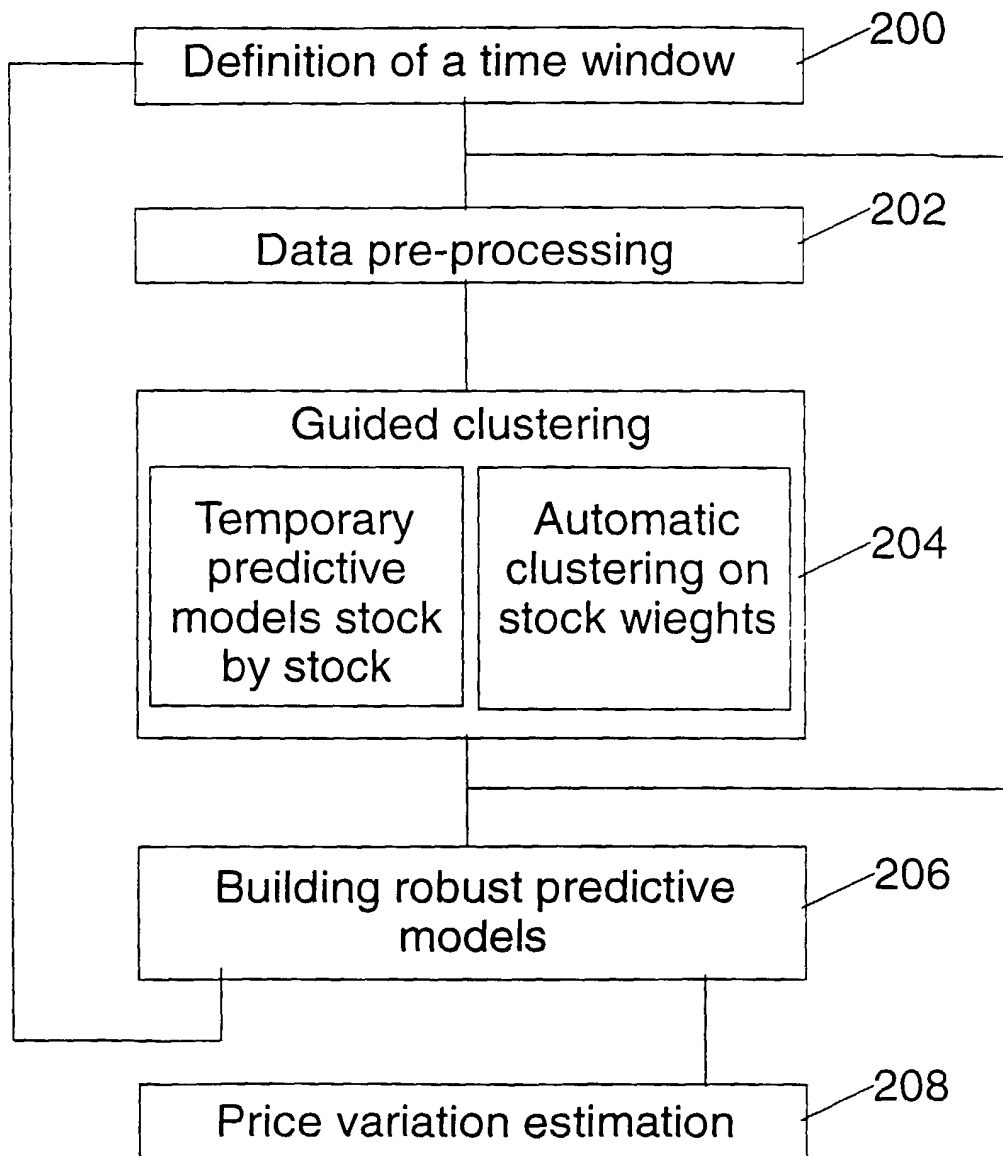 200
Definition of a time window
202
Data pre-processing
Guided clustering
Temporary
predictive
models stock
by stock
Automatic
clustering on
stock wieghts
204
Building robust predictive
models
206
208
Price variation estimation